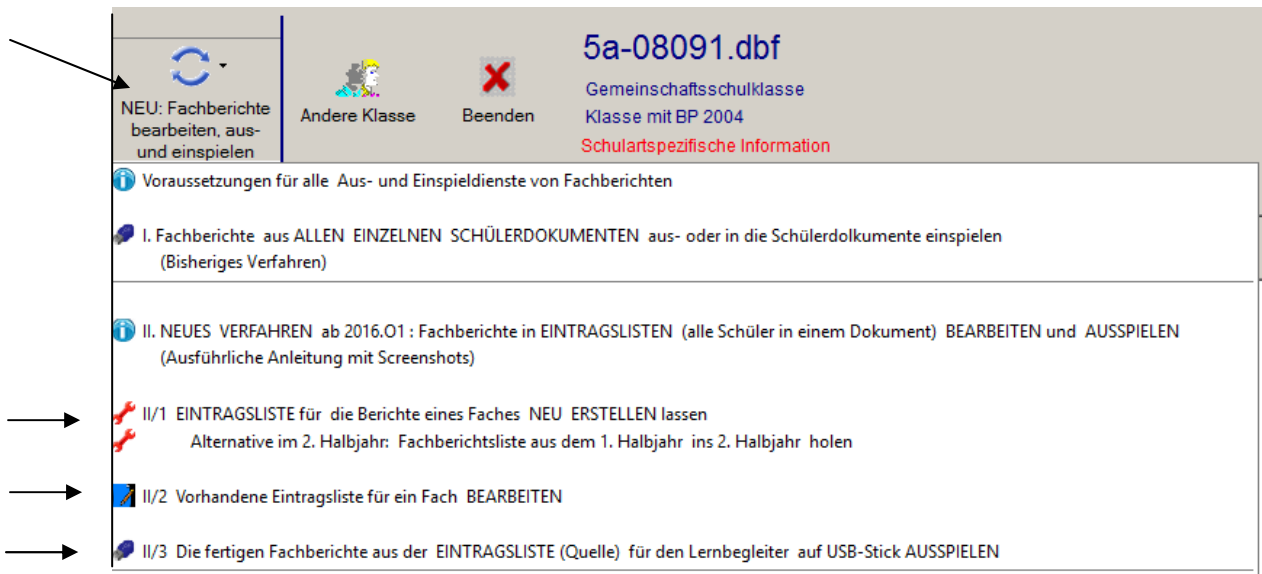 NEU: Fachberichte
bearbeiten, aus-
und einspielen
Andere Klasse
Beenden
5a-08091.dbf
Gemeinschaftsschulklasse
Klasse mit BP 2004
Schulartspezifische Information
Voraussetzungen für alle Aus- und Einspieldienste von Fachberichten
I. Fachberichte aus ALLEN EINZELNEN SCHÜLERDOKUMENTEN aus- oder in die Schülerdolkumente einspielen
(Bisheriges Verfahren)
II. NEUES VERFAHREN ab 2016.O1 : Fachberichte in EINTRAGSLISTEN (alle Schüler in einem Dokument) BEARBEITEN und AUSSPIELEN
(Ausführliche Anleitung mit Screenshots)
II/1 EINTRAGSLISTE für die Berichte eines Faches NEU ERSTELLEN lassen
Alternative im 2. Halbjahr: Fachberichtsliste aus dem 1. Halbjahr ins 2. Halbjahr holen
II/2 Vorhandene Eintragsliste für ein Fach BEARBEITEN
II/3 Die fertigen Fachberichte aus der EINTRAGSLISTE (Quelle) für den Lernbegleiter auf USB-Stick AUSSPIELEN